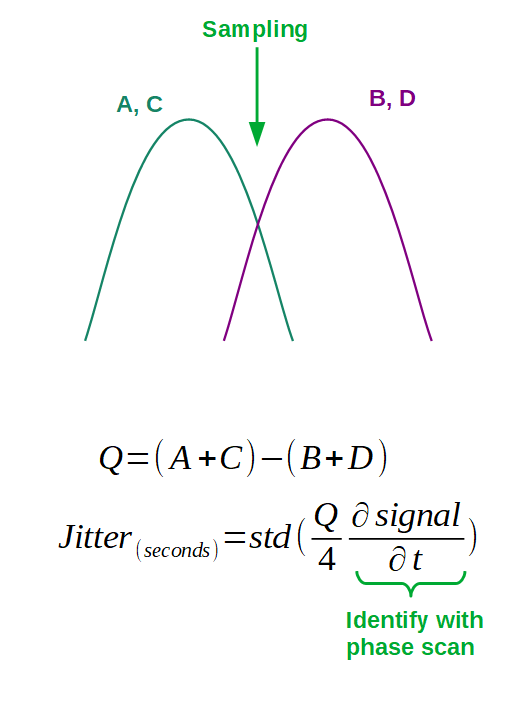 Sampling
A, C
B, D
Q=(A+C)−(B+D)
Jitter(seconds)=std(Q/4 ∂signal/∂t)
Identify with
phase scan